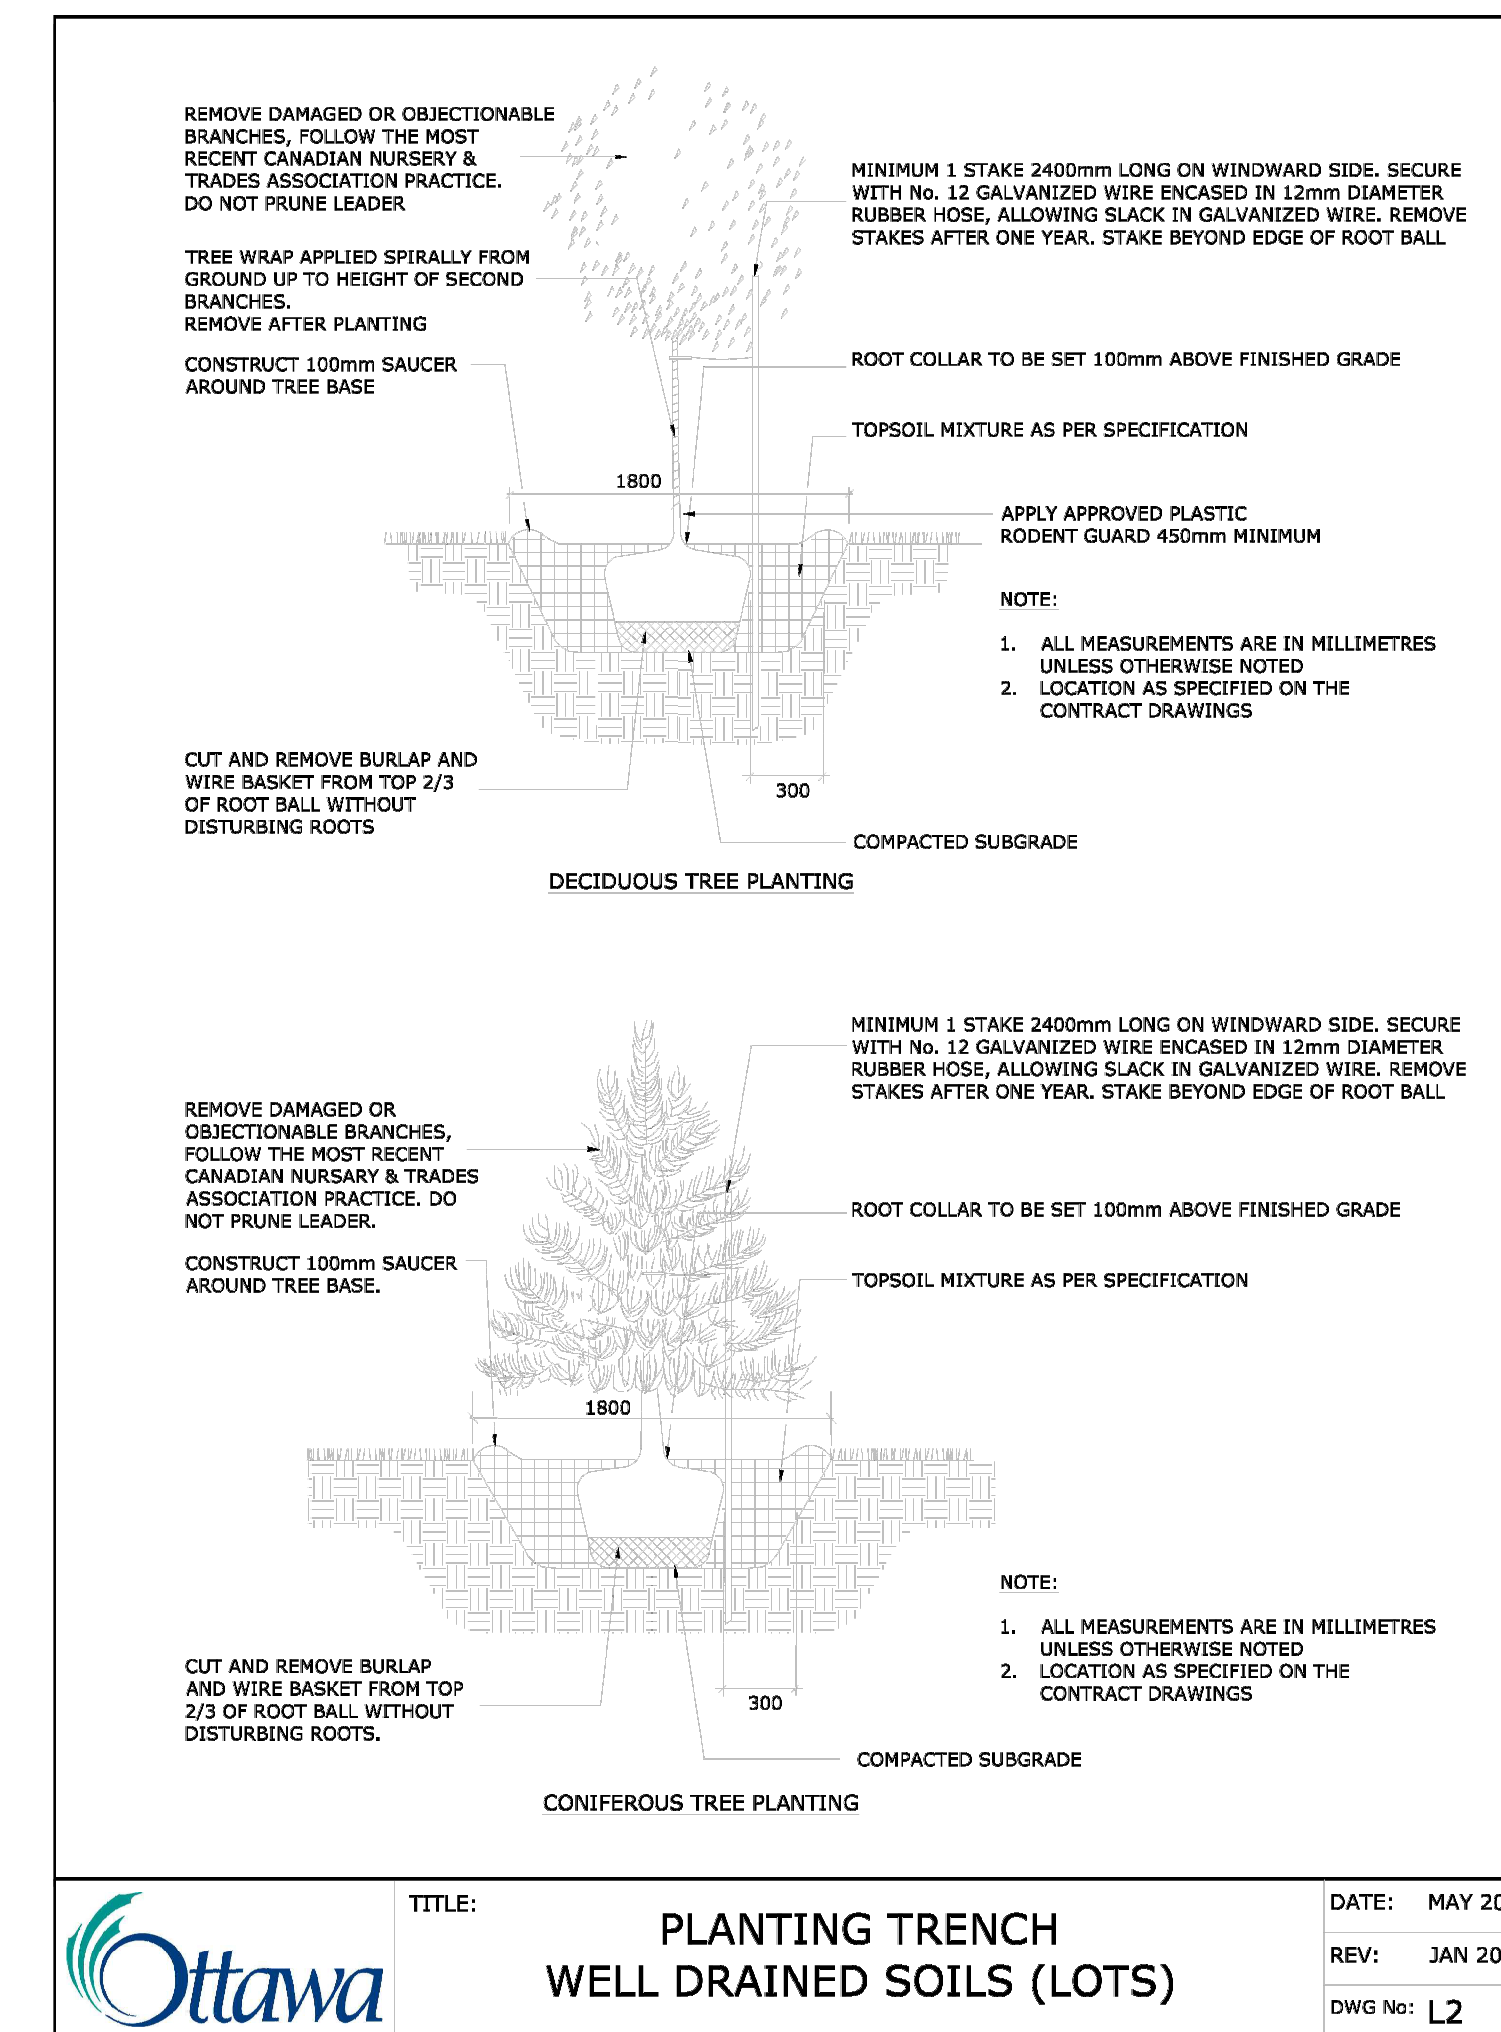 REMOVE DAMAGED OR OBJECTIONABLE
BRANCHES, FOLLOW THE MOST
RECENT CANADIAN NURSERY &
TRADES ASSOCIATION PRACTICE.
DO NOT PRUNE LEADER
MINIMUM 1 STAKE 2400mm LONG ON WINDWARD SIDE. SECURE
WITH No. 12 GALVANIZED WIRE ENCASED IN 12mm DIAMETER
RUBBER HOSE, ALLOWING SLACK IN GALVANIZED WIRE. REMOVE
STAKES AFTER ONE YEAR. STAKE BEYOND EDGE OF ROOT BALL
TREE WRAP APPLIED SPIRALLY FROM
GROUND UP TO HEIGHT OF SECOND
BRANCHES.
REMOVE AFTER PLANTING
CONSTRUCT 100mm SAUCER
AROUND TREE BASE
ROOT COLLAR TO BE SET 100mm ABOVE FINISHED GRADE
TOPSOIL MIXTURE AS PER SPECIFICATION
1800
APPLY APPROVED PLASTIC
RODENT GUARD 450mm MINIMUM
NOTE:
1. ALL MEASUREMENTS ARE IN MILLIMETRES
UNLESS OTHERWISE NOTED
2. LOCATION AS SPECIFIED ON THE
CONTRACT DRAWINGS
CUT AND REMOVE BURLAP AND
WIRE BASKET FROM TOP 2/3
OF ROOT BALL WITHOUT
DISTURBING ROOTS
300
COMPACTED SUBGRADE
DECIDUOUS TREE PLANTING
MINIMUM 1 STAKE 2400mm LONG ON WINDWARD SIDE. SECURE
WITH No. 12 GALVANIZED WIRE ENCASED IN 12mm DIAMETER
RUBBER HOSE, ALLOWING SLACK IN GALVANIZED WIRE. REMOVE
STAKES AFTER ONE YEAR. STAKE BEYOND EDGE OF ROOT BALL
REMOVE DAMAGED OR
OBJECTIONABLE BRANCHES,
FOLLOW THE MOST RECENT
CANADIAN NURSARY & TRADES
ASSOCIATION PRACTICE. DO
NOT PRUNE LEADER.
ROOT COLLAR TO BE SET 100mm ABOVE FINISHED GRADE
CONSTRUCT 100mm SAUCER
AROUND TREE BASE.
TOPSOIL MIXTURE AS PER SPECIFICATION
1800
NOTE:
1. ALL MEASUREMENTS ARE IN MILLIMETRES
UNLESS OTHERWISE NOTED
2. LOCATION AS SPECIFIED ON THE
CONTRACT DRAWINGS
CUT AND REMOVE BURLAP
AND WIRE BASKET FROM TOP
2/3 OF ROOT BALL WITHOUT
DISTURBING ROOTS.
300
COMPACTED SUBGRADE
CONIFEROUS TREE PLANTING
Ottawa
TITLE:
PLANTING TRENCH
WELL DRAINED SOILS (LOTS)
DATE: MAY 20
REV: JAN 20
DWG No: L2